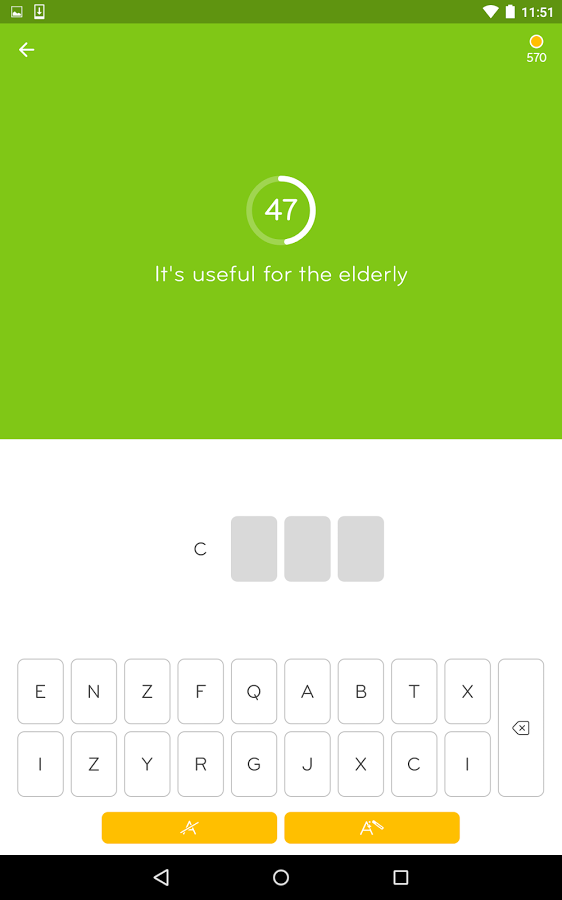 11:51
570
47
It's useful for the elderly
C
E N Z F Q A B T X
I Z Y R G J X C I